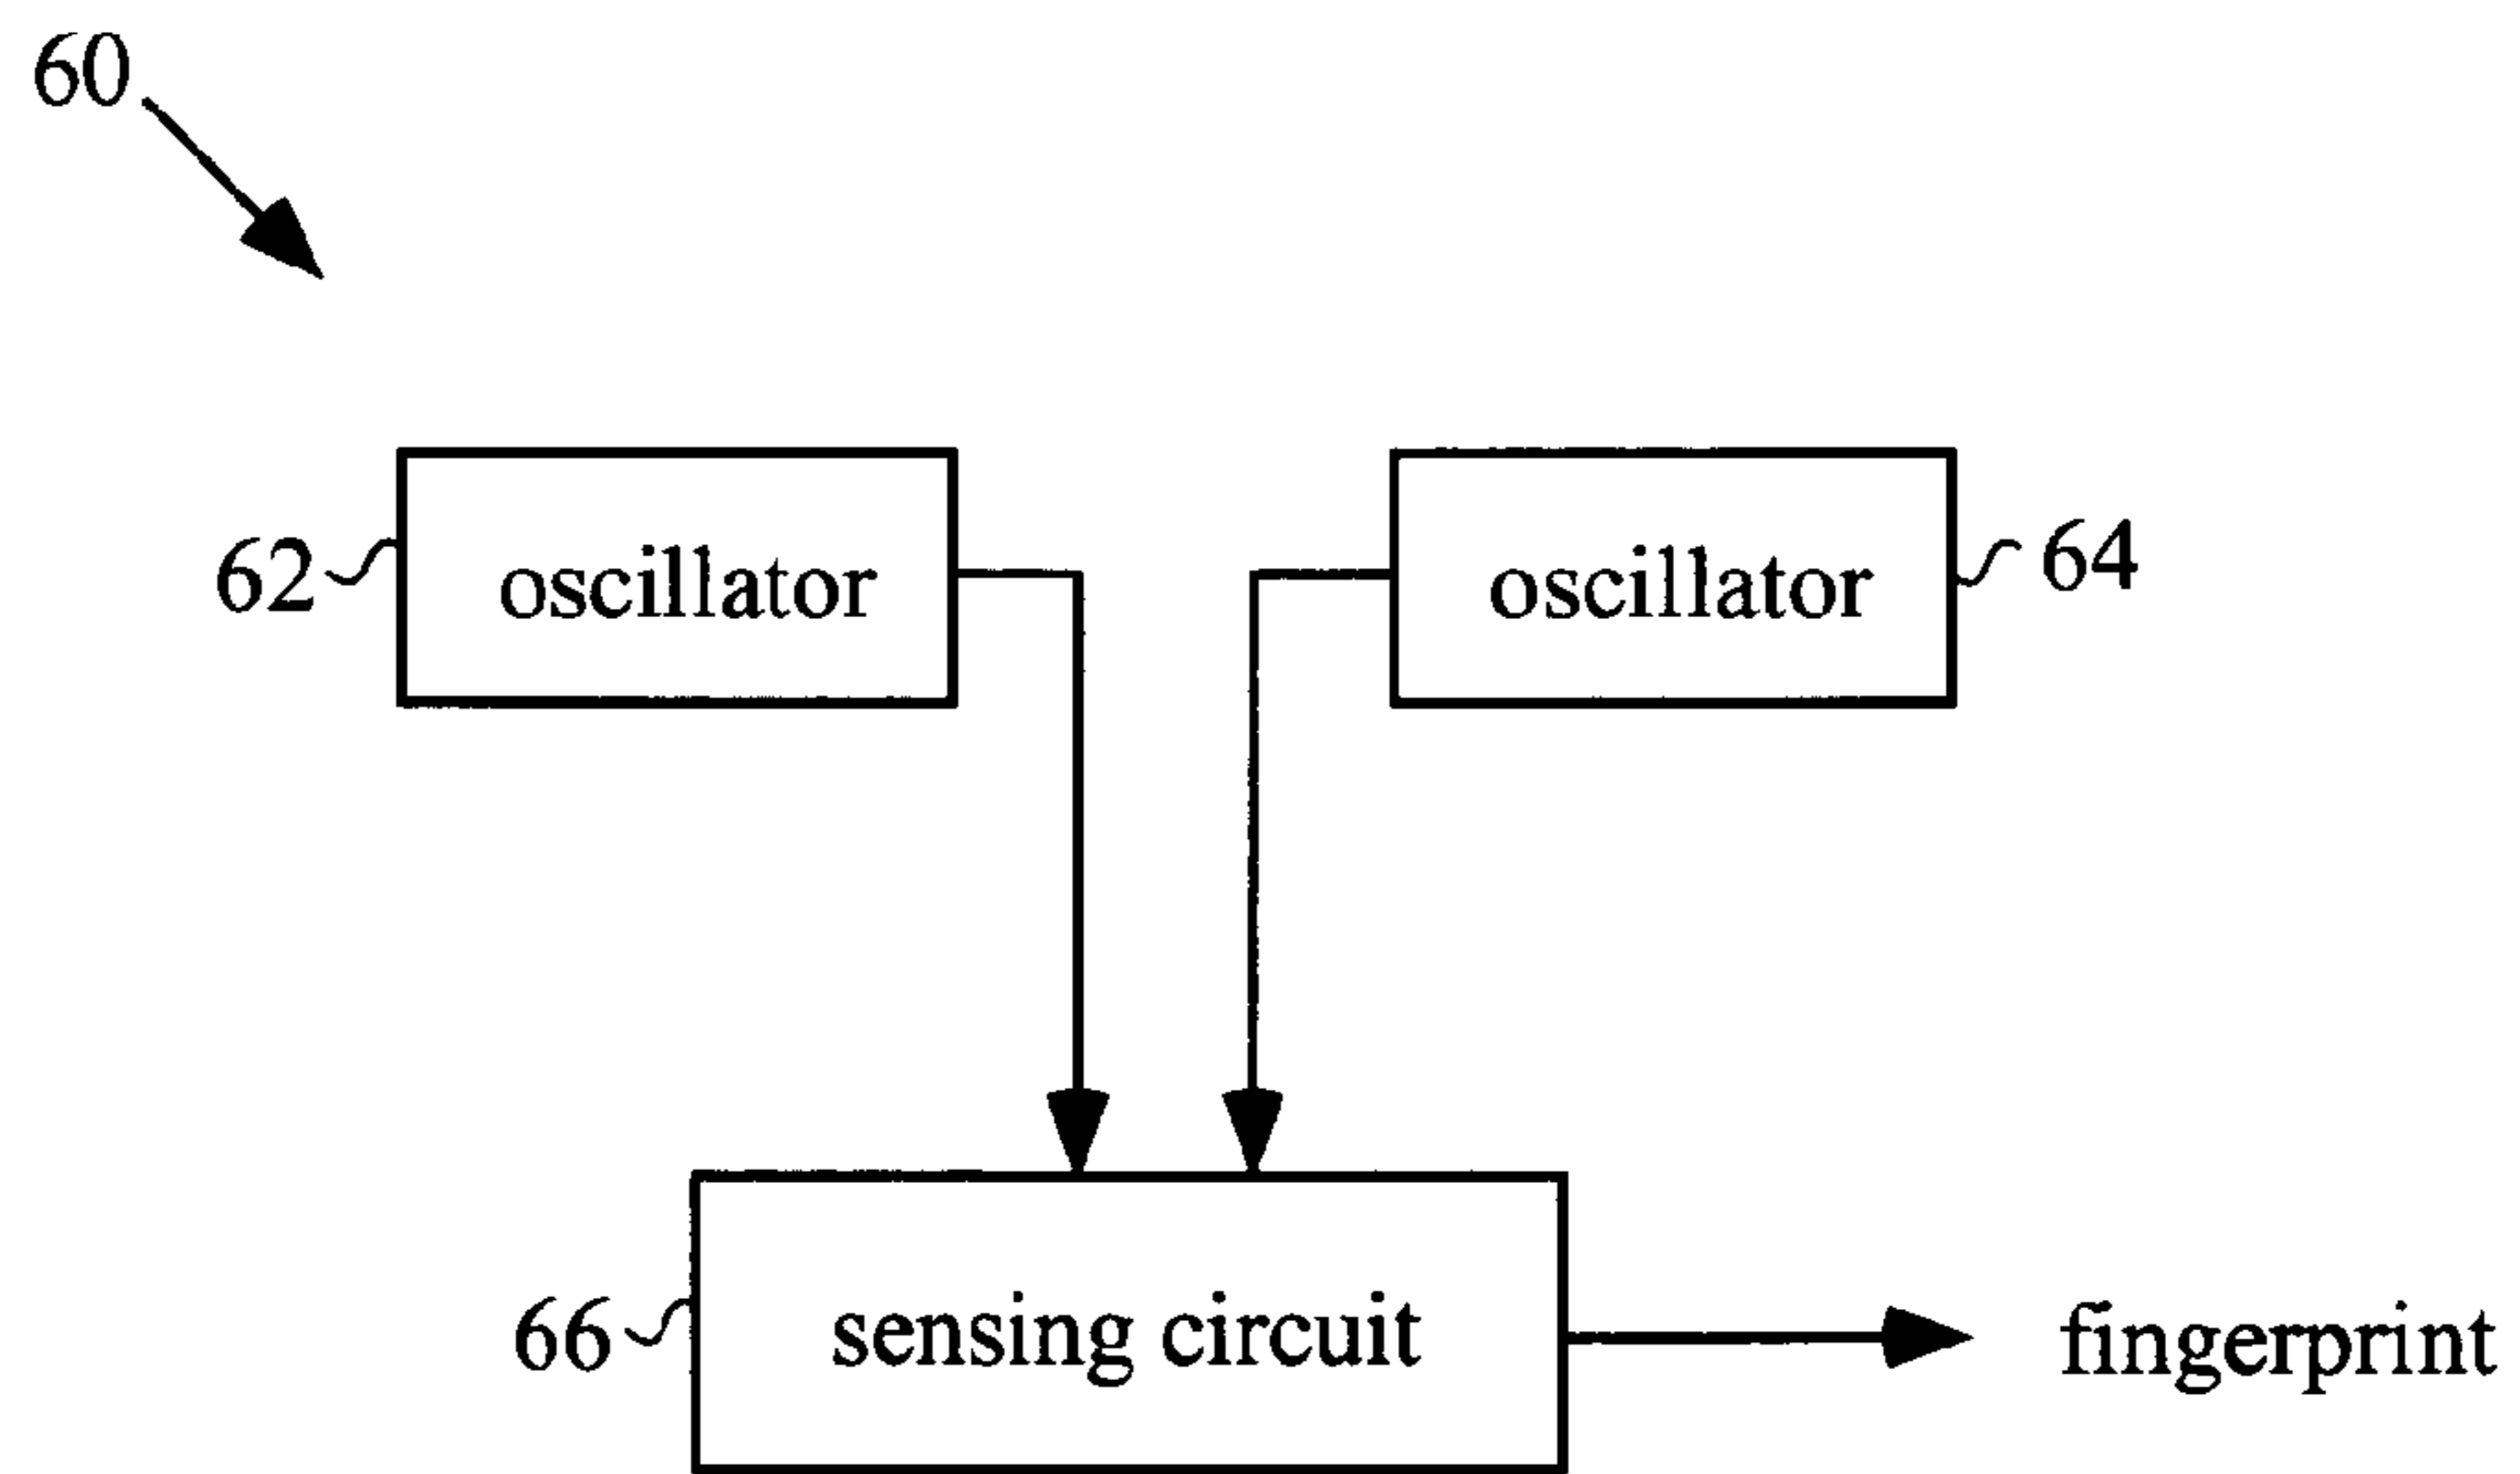 60
62
oscillator
oscillator
64
66
sensing circuit
fingerprint